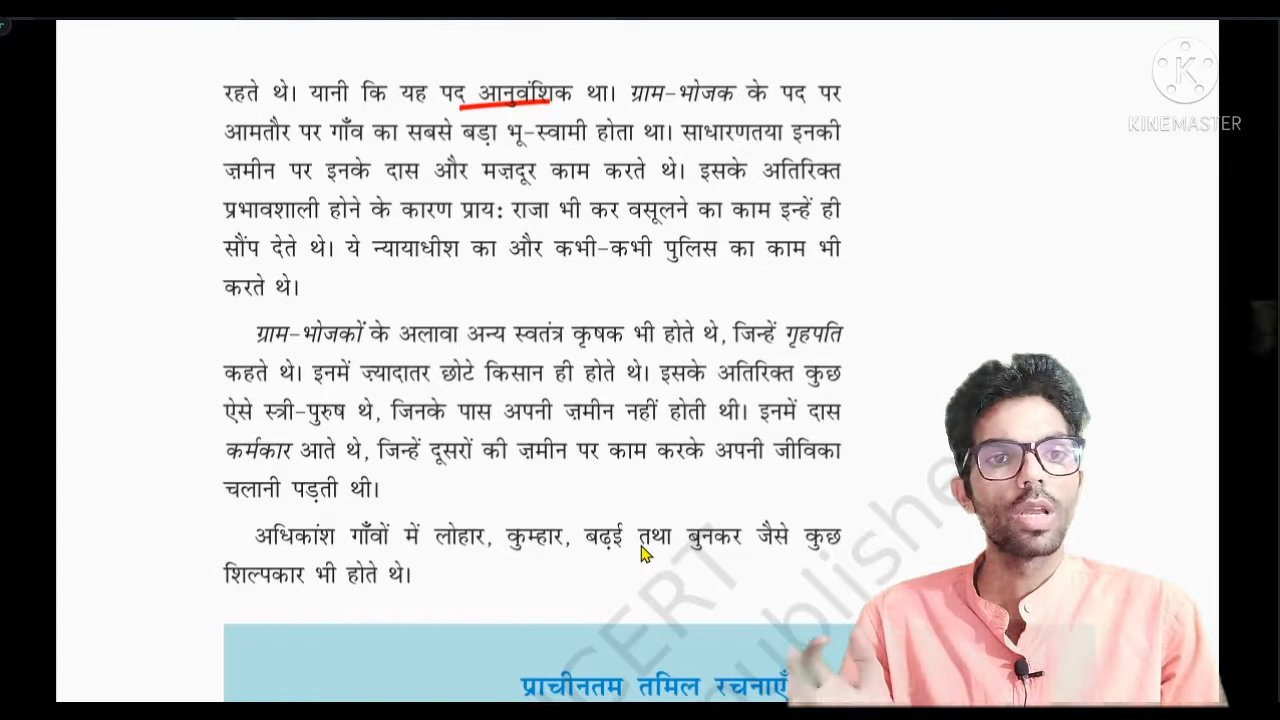 रहते थे। यानी कि यह पद आनुवंशिक था। ग्राम-भोजक के पद पर
आमतौर पर गाँव का सबसे बड़ा भू-स्वामी होता था। साधारणतया इनकी
ज़मीन पर इनके दास और मज़दूर काम करते थे। इसके अतिरिक्त
प्रभावशाली होने के कारण प्राय: राजा भी कर वसूलने का काम इन्हें ही
सौंप देते थे। ये न्यायाधीश का और कभी-कभी पुलिस का काम भी
करते थे।
ग्राम-भोजकों के अलावा अन्य स्वतंत्र कृषक भी होते थे, जिन्हें गृहपति
कहते थे। इनमें ज़्यादातर छोटे किसान ही होते थे। इसके अतिरिक्त कुछ
ऐसे स्त्री-पुरुष थे, जिनके पास अपनी ज़मीन नहीं होती थी। इनमें दास
कर्मकार आते थे, जिन्हें दूसरों की ज़मीन पर काम करके अपनी जीविका
चलानी पड़ती थी।
अधिकांश गाँवों में लोहार, कुम्हार, बढ़ई तथा बुनकर जैसे कुछ
शिल्पकार भी होते थे।
प्राचीनतम तमिल रचनाएँ
KINEMASTER